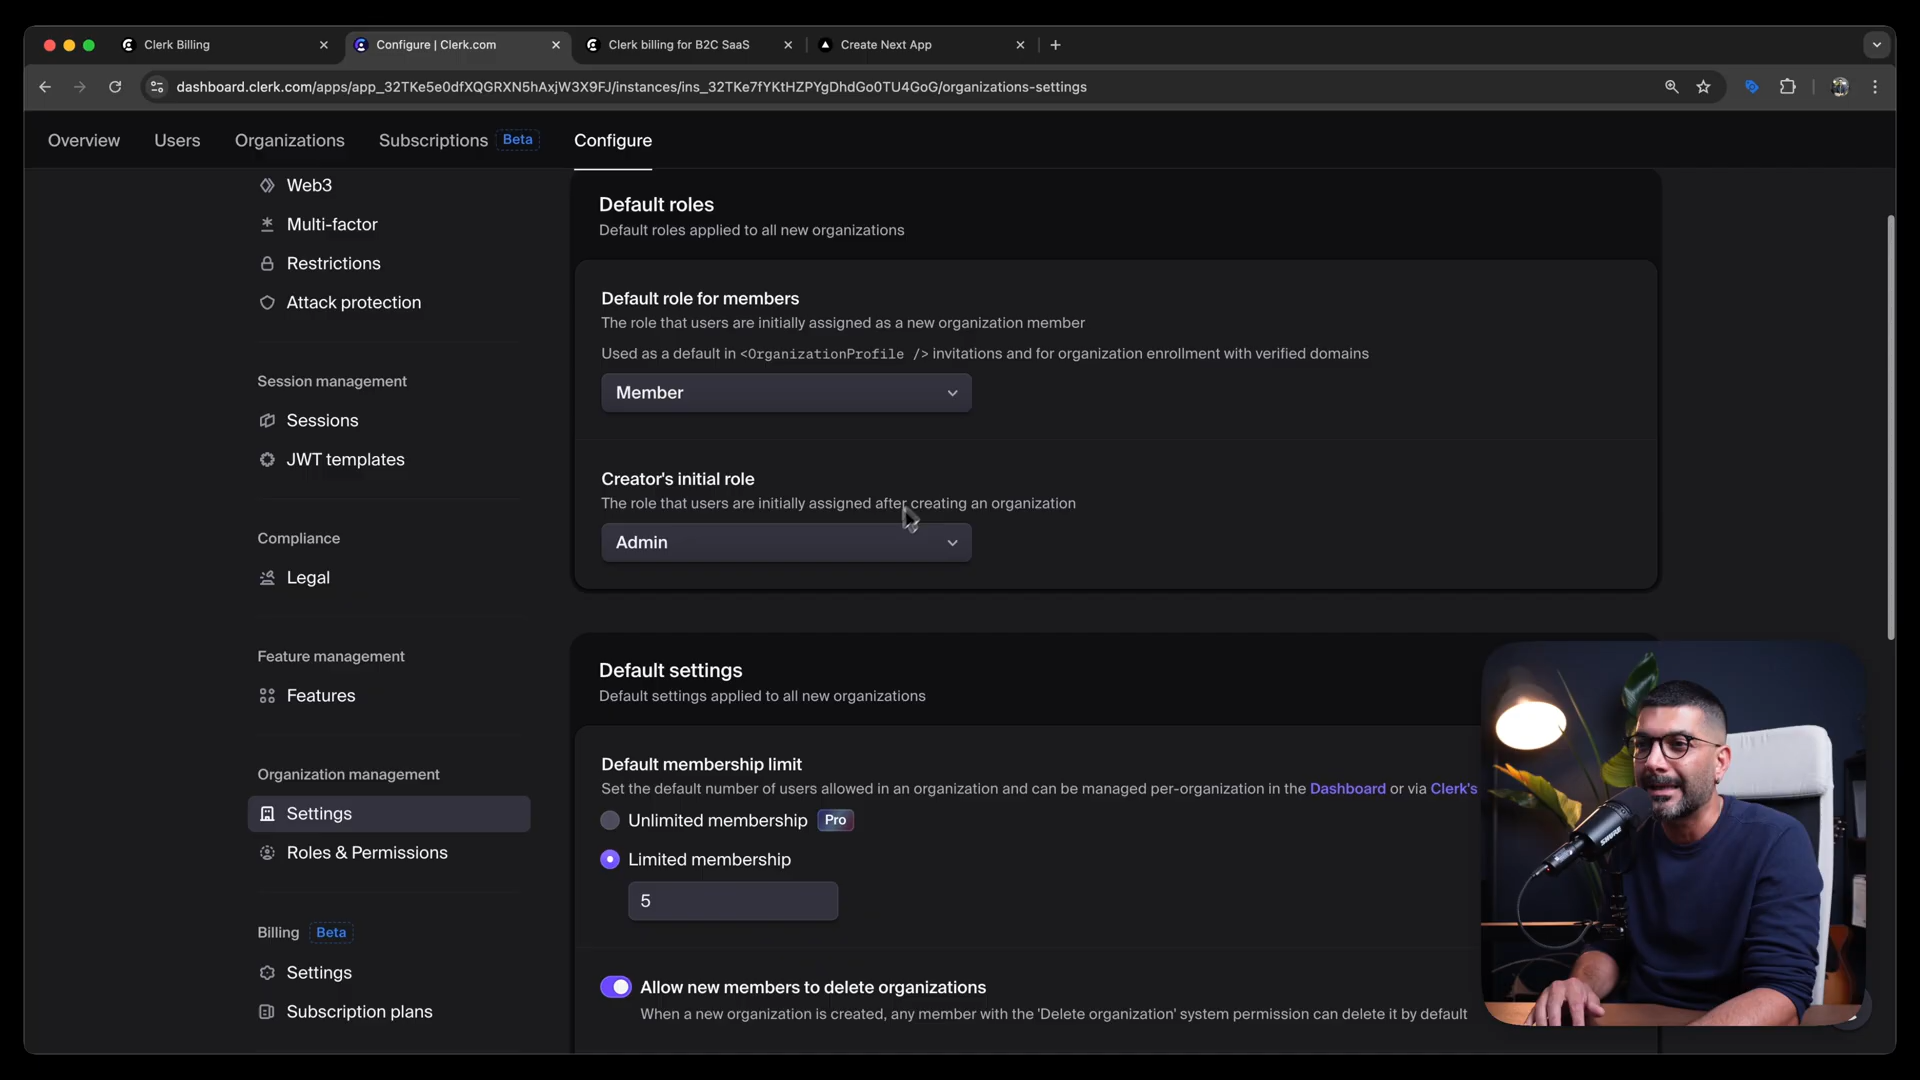 Clerk Billing
Configure | Clerk.com
Clerk billing for B2C SaaS
Create Next App
dashboard.clerk.com/apps/app_32TKe5e0dfXQGRXN5hAxjW3X9FJ/instances/ins_32TKe7fYKtHZPYgDhdGo0TU4GoG/organizations-settings
Overview
Users
Organizations
Subscriptions Beta
Configure
Web3
Multi-factor
Restrictions
Attack protection
Session management
Sessions
JWT templates
Compliance
Legal
Feature management
Features
Organization management
Settings
Roles & Permissions
Billing Beta
Settings
Subscription plans
Default roles
Default roles applied to all new organizations
Default role for members
The role that users are initially assigned as a new organization member
Used as a default in <OrganizationProfile /> invitations and for organization enrollment with verified domains
Member
Creator's initial role
The role that users are initially assigned after creating an organization
Admin
Default settings
Default settings applied to all new organizations
Default membership limit
Set the default number of users allowed in an organization and can be managed per-organization in the Dashboard or via Clerk's
Unlimited membership Pro
Limited membership
5
Allow new members to delete organizations
When a new organization is created, any member with the 'Delete organization' system permission can delete it by default
SHURE